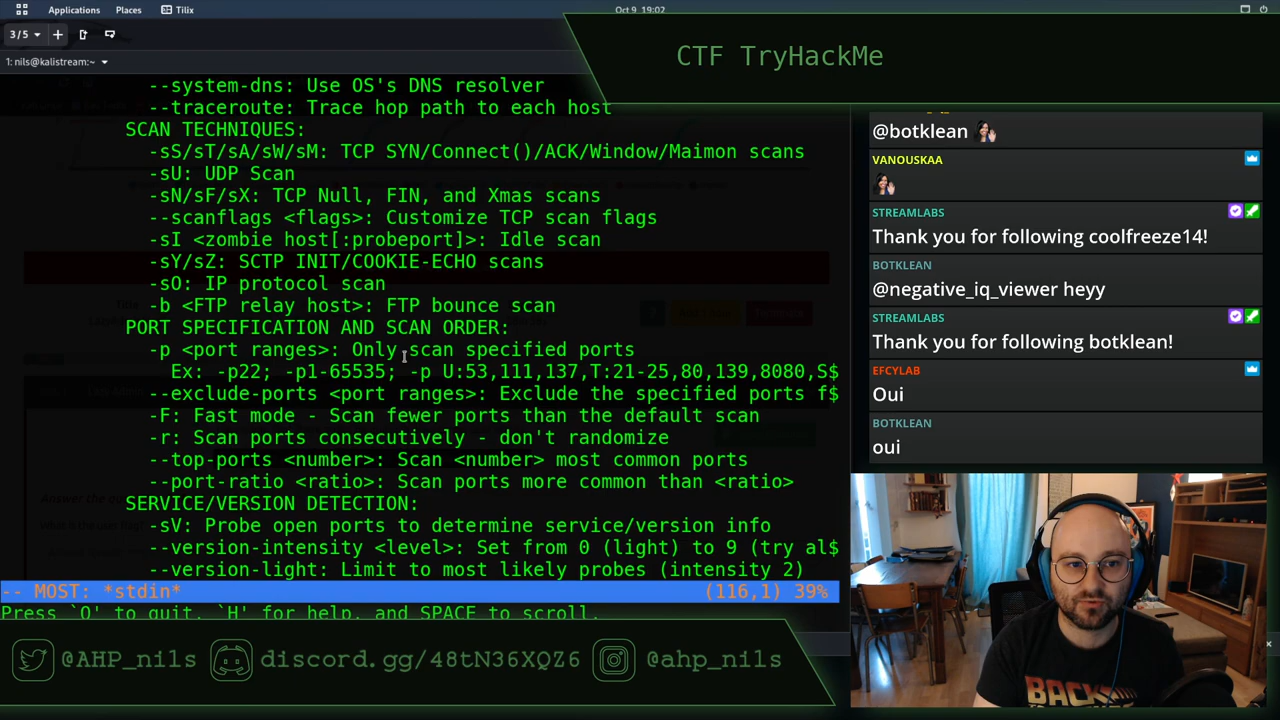 Applications Places Tilix
Oct 9 19:02
3/5
1: nils@kalistream:~
CTF TryHackMe
--system-dns: Use OS's DNS resolver
--traceroute: Trace hop path to each host
SCAN TECHNIQUES:
-sS/sT/sA/sW/sM: TCP SYN/Connect()/ACK/Window/Maimon scans
-sU: UDP Scan
-sN/sF/sX: TCP Null, FIN, and Xmas scans
--scanflags <flags>: Customize TCP scan flags
-sI <zombie host[:probeport]>: Idle scan
-sY/sZ: SCTP INIT/COOKIE-ECHO scans
-sO: IP protocol scan
-b <FTP relay host>: FTP bounce scan
PORT SPECIFICATION AND SCAN ORDER:
-p <port ranges>: Only scan specified ports
Ex: -p22; -p1-65535; -p U:53,111,137,T:21-25,80,139,8080,S$
--exclude-ports <port ranges>: Exclude the specified ports f$
-F: Fast mode - Scan fewer ports than the default scan
-r: Scan ports consecutively - don't randomize
--top-ports <number>: Scan <number> most common ports
--port-ratio <ratio>: Scan ports more common than <ratio>
SERVICE/VERSION DETECTION:
-sV: Probe open ports to determine service/version info
--version-intensity <level>: Set from 0 (light) to 9 (try al$
--version-light: Limit to most likely probes (intensity 2)
-- MOST: *stdin* (116,1) 39%
Press `Q' to quit, `H' for help, and SPACE to scroll.
@botklean
VANOUSKAA
STREAMLABS
Thank you for following coolfreeze14!
BOTKLEAN
@negative_iq_viewer heyy
STREAMLABS
Thank you for following botklean!
EFCYLAB
Oui
BOTKLEAN
oui
@AHP_nils discord.gg/48tN36XQZ6 @ahp_nils
BACK